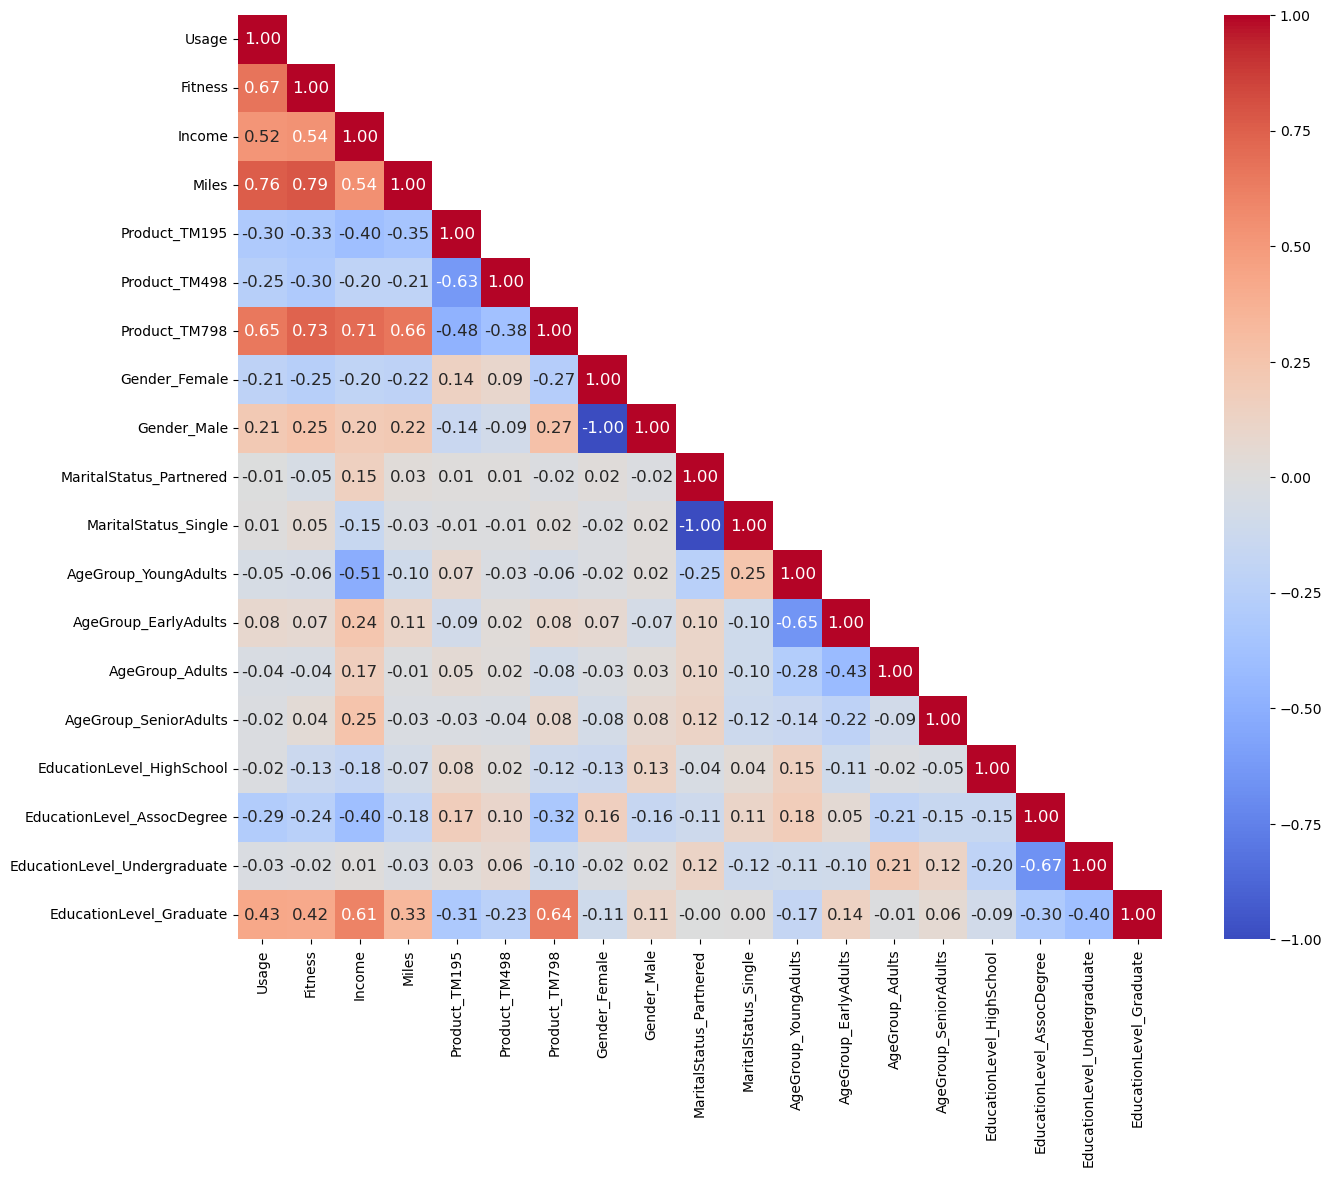 Usage 1.00
Fitness 0.67 1.00
Income 0.52 0.54 1.00
Miles 0.76 0.79 0.54 1.00
Product_TM195 -0.30 -0.33 -0.40 -0.35 1.00
Product_TM498 -0.25 -0.30 -0.20 -0.21 -0.63 1.00
Product_TM798 0.65 0.73 0.71 0.66 -0.48 -0.38 1.00
Gender_Female -0.21 -0.25 -0.20 -0.22 0.14 0.09 -0.27 1.00
Gender_Male 0.21 0.25 0.20 0.22 -0.14 -0.09 0.27 -1.00 1.00
MaritalStatus_Partnered -0.01 -0.05 0.15 0.03 0.01 0.01 -0.02 0.02 -0.02 1.00
MaritalStatus_Single 0.01 0.05 -0.15 -0.03 -0.01 -0.01 0.02 -0.02 0.02 -1.00 1.00
AgeGroup_YoungAdults -0.05 -0.06 -0.51 -0.10 0.07 -0.03 -0.06 -0.02 0.02 -0.25 0.25 1.00
AgeGroup_EarlyAdults 0.08 0.07 0.24 0.11 -0.09 0.02 0.08 0.07 -0.07 0.10 -0.10 -0.65 1.00
AgeGroup_Adults -0.04 -0.04 0.17 -0.01 0.05 0.02 -0.08 -0.03 0.03 0.10 -0.10 -0.28 -0.43 1.00
AgeGroup_SeniorAdults -0.02 0.04 0.25 -0.03 -0.03 -0.04 0.08 -0.08 0.08 0.12 -0.12 -0.14 -0.22 -0.09 1.00
EducationLevel_HighSchool -0.02 -0.13 -0.18 -0.07 0.08 0.02 -0.12 -0.13 0.13 -0.04 0.04 0.15 -0.11 -0.02 -0.05 1.00
EducationLevel_AssocDegree -0.29 -0.24 -0.40 -0.18 0.17 0.10 -0.32 0.16 -0.16 -0.11 0.11 0.18 0.05 -0.21 -0.15 -0.15 1.00
EducationLevel_Undergraduate -0.03 -0.02 0.01 -0.03 0.03 0.06 -0.10 -0.02 0.02 0.12 -0.12 -0.11 -0.10 0.21 0.12 -0.20 -0.67 1.00
EducationLevel_Graduate 0.43 0.42 0.61 0.33 -0.31 -0.23 0.64 -0.11 0.11 -0.00 0.00 -0.17 0.14 -0.01 0.06 -0.09 -0.30 -0.40 1.00
Usage
Fitness
Income
Miles
Product_TM195
Product_TM498
Product_TM798
Gender_Female
Gender_Male
MaritalStatus_Partnered
MaritalStatus_Single
AgeGroup_YoungAdults
AgeGroup_EarlyAdults
AgeGroup_Adults
AgeGroup_SeniorAdults
EducationLevel_HighSchool
EducationLevel_AssocDegree
EducationLevel_Undergraduate
EducationLevel_Graduate
1.00
0.75
0.50
0.25
0.00
−0.25
−0.50
−0.75
−1.00